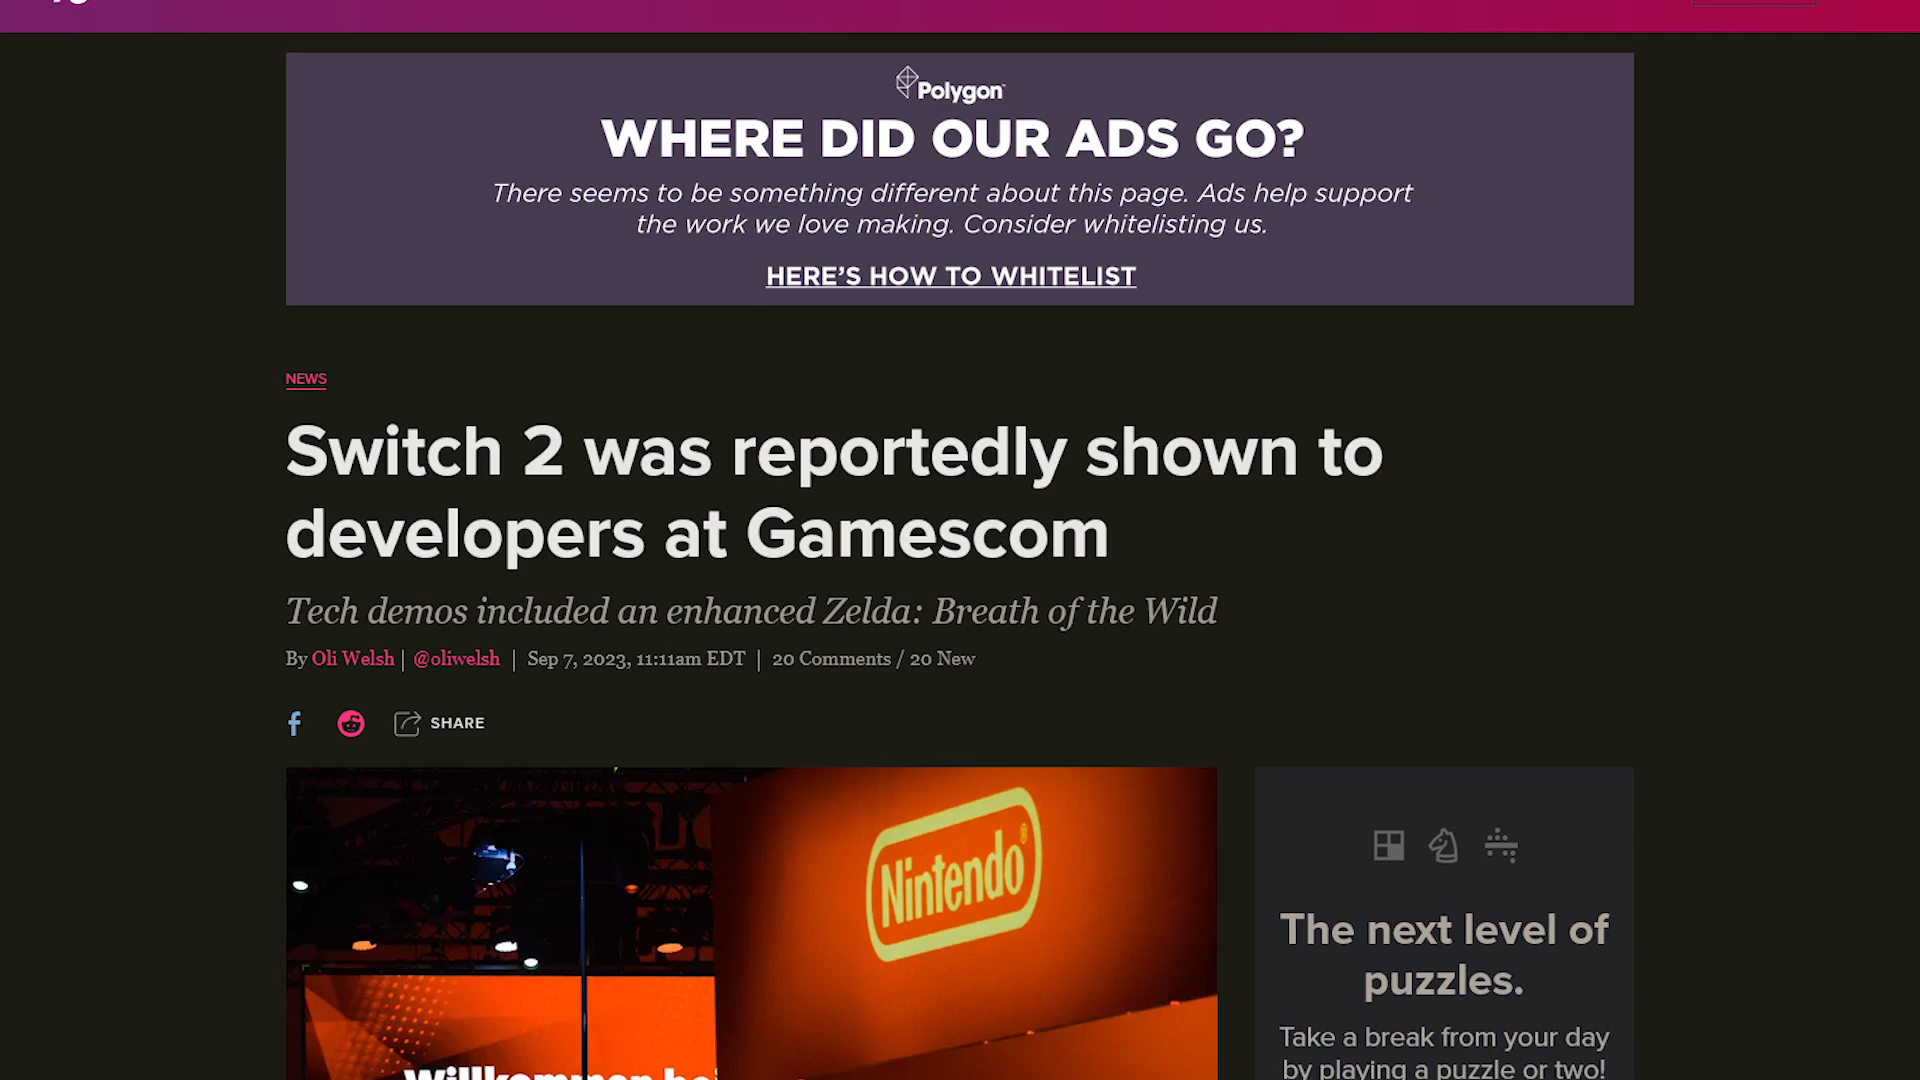 Polygon
WHERE DID OUR ADS GO?
There seems to be something different about this page. Ads help support
the work we love making. Consider whitelisting us.
HERE'S HOW TO WHITELIST
NEWS
Switch 2 was reportedly shown to
developers at Gamescom
Tech demos included an enhanced Zelda: Breath of the Wild
By Oli Welsh | @oliwelsh | Sep 7, 2023, 11:11am EDT | 20 Comments / 20 New
SHARE
Nintendo
Willkommen bei
The next level of
puzzles.
Take a break from your day
by playing a puzzle or two!